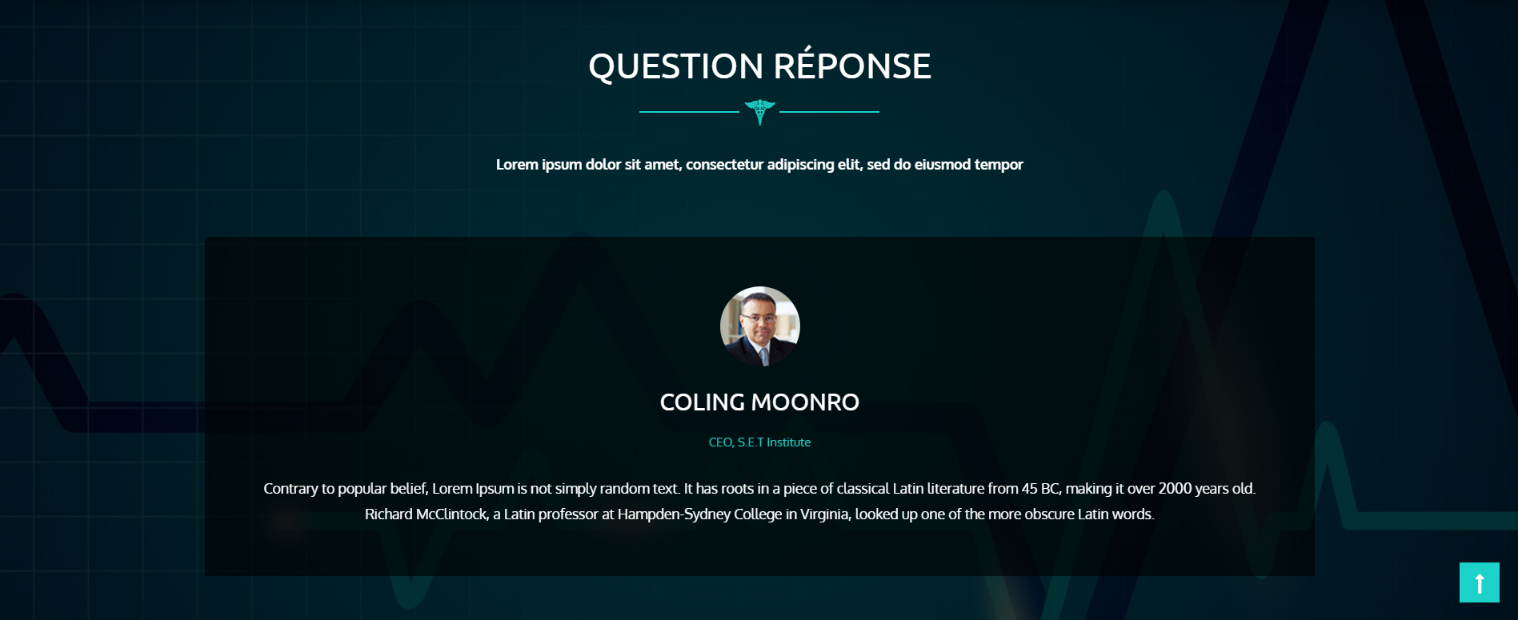 QUESTION RÉPONSE
Lorem ipsum dolor sit amet, consectetur adipiscing elit, sed do eiusmod tempor
COLING MOONRO
CEO, S.E.T Institute
Contrary to popular belief, Lorem Ipsum is not simply random text. It has roots in a piece of classical Latin literature from 45 BC, making it over 2000 years old.
Richard McClintock, a Latin professor at Hampden-Sydney College in Virginia, looked up one of the more obscure Latin words.